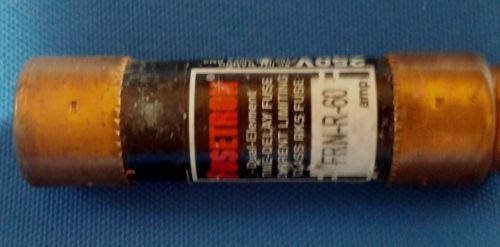 FUSETRON
Dual-Element
TIME-DELAY FUSE
CURRENT LIMITING
CLASS RK5 FUSE
FRN-R-60
amp
250V